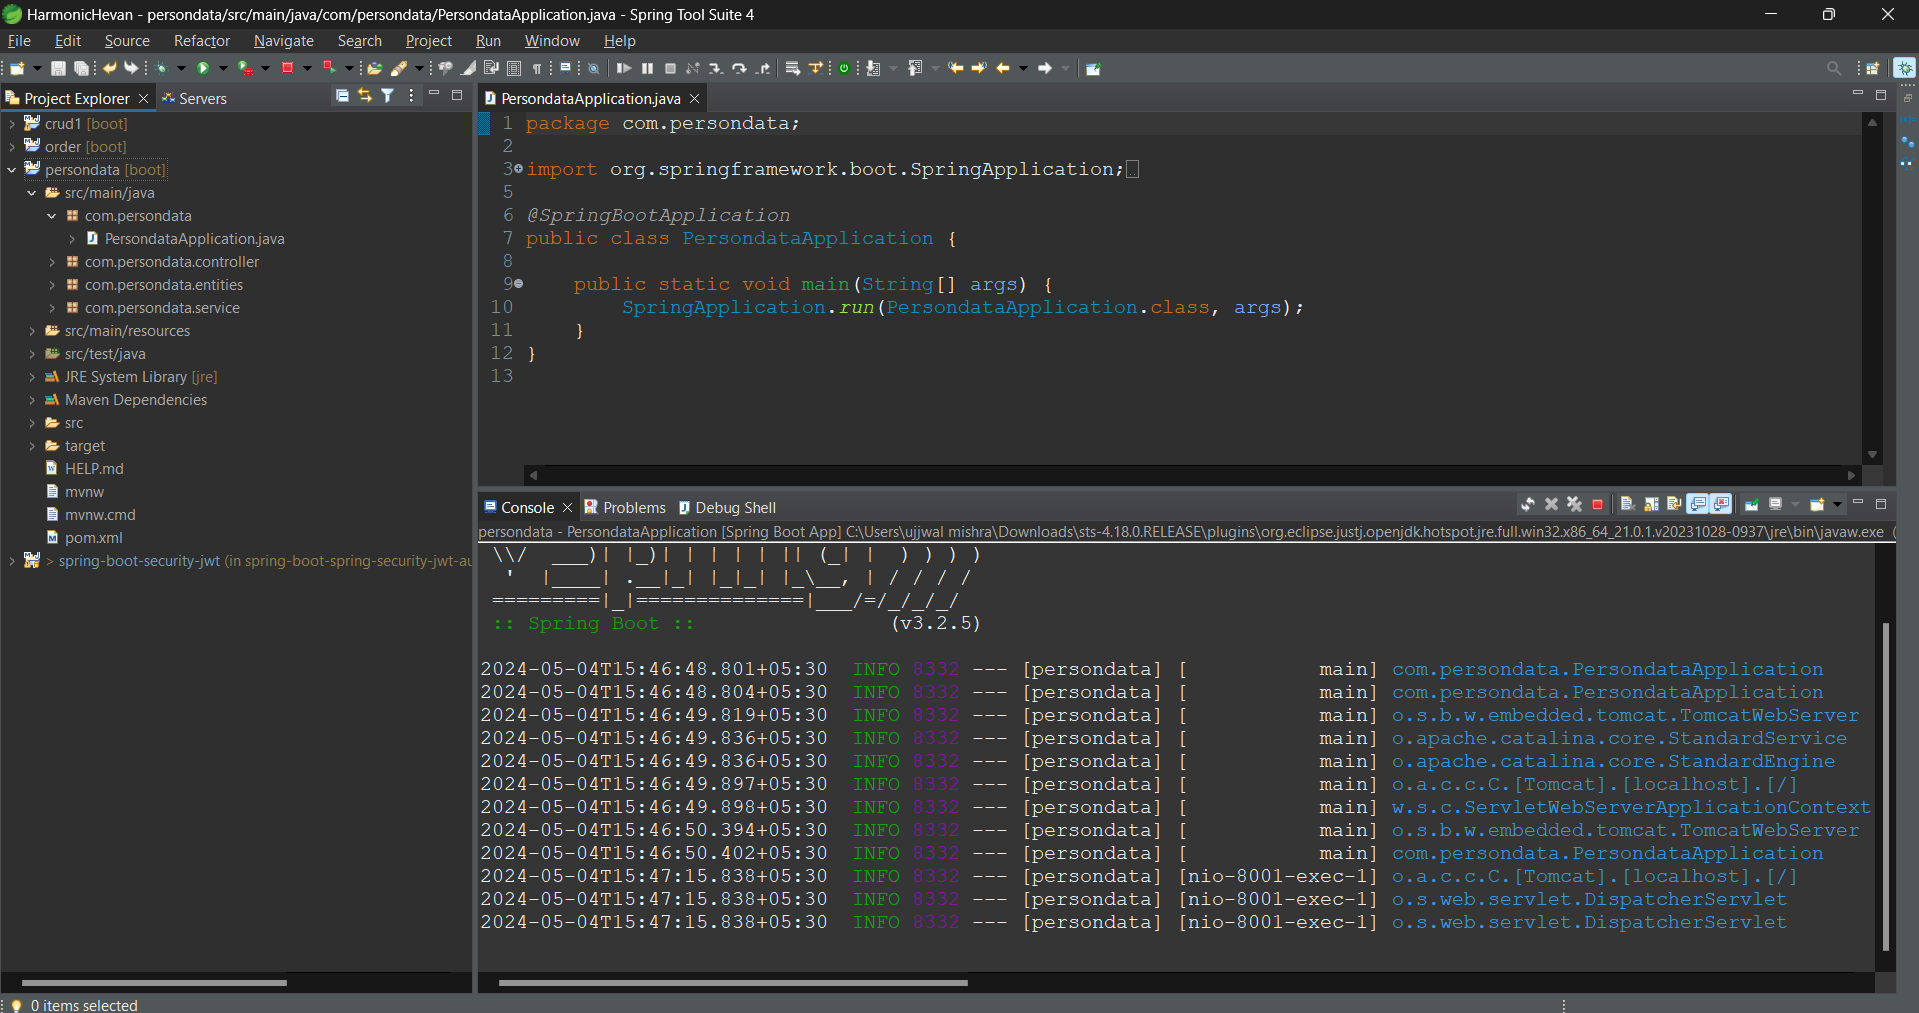 HarmonicHevan - persondata/src/main/java/com/persondata/PersondataApplication.java - Spring Tool Suite 4
File Edit Source Refactor Navigate Search Project Run Window Help
Project Explorer Servers
crud1 [boot]
order [boot]
persondata [boot]
src/main/java
com.persondata
PersondataApplication.java
com.persondata.controller
com.persondata.entities
com.persondata.service
src/main/resources
src/test/java
JRE System Library [jre]
Maven Dependencies
src
target
HELP.md
mvnw
mvnw.cmd
pom.xml
> spring-boot-security-jwt (in spring-boot-spring-security-jwt-au
PersondataApplication.java
1 package com.persondata;
2
3 import org.springframework.boot.SpringApplication;
5
6 @SpringBootApplication
7 public class PersondataApplication {
8
9     public static void main(String[] args) {
10         SpringApplication.run(PersondataApplication.class, args);
11     }
12 }
13
Console Problems Debug Shell
persondata - PersondataApplication [Spring Boot App] C:\Users\ujjwal mishra\Downloads\sts-4.18.0.RELEASE\plugins\org.eclipse.justj.openjdk.hotspot.jre.full.win32.x86_64_21.0.1.v20231028-0937\jre\bin\javaw.exe (
 \\/  ___)| |_)| | | | | || (_| |  ) ) ) )
  '  |____| .__|_| |_|_| |_\__, | / / / /
 =========|_|==============|___/=/_/_/_/
 :: Spring Boot ::                (v3.2.5)
2024-05-04T15:46:48.801+05:30  INFO 8332 --- [persondata] [           main] com.persondata.PersondataApplication
2024-05-04T15:46:48.804+05:30  INFO 8332 --- [persondata] [           main] com.persondata.PersondataApplication
2024-05-04T15:46:49.819+05:30  INFO 8332 --- [persondata] [           main] o.s.b.w.embedded.tomcat.TomcatWebServer
2024-05-04T15:46:49.836+05:30  INFO 8332 --- [persondata] [           main] o.apache.catalina.core.StandardService
2024-05-04T15:46:49.836+05:30  INFO 8332 --- [persondata] [           main] o.apache.catalina.core.StandardEngine
2024-05-04T15:46:49.897+05:30  INFO 8332 --- [persondata] [           main] o.a.c.c.C.[Tomcat].[localhost].[/]
2024-05-04T15:46:49.898+05:30  INFO 8332 --- [persondata] [           main] w.s.c.ServletWebServerApplicationContext
2024-05-04T15:46:50.394+05:30  INFO 8332 --- [persondata] [           main] o.s.b.w.embedded.tomcat.TomcatWebServer
2024-05-04T15:46:50.402+05:30  INFO 8332 --- [persondata] [           main] com.persondata.PersondataApplication
2024-05-04T15:47:15.838+05:30  INFO 8332 --- [persondata] [nio-8001-exec-1] o.a.c.c.C.[Tomcat].[localhost].[/]
2024-05-04T15:47:15.838+05:30  INFO 8332 --- [persondata] [nio-8001-exec-1] o.s.web.servlet.DispatcherServlet
2024-05-04T15:47:15.838+05:30  INFO 8332 --- [persondata] [nio-8001-exec-1] o.s.web.servlet.DispatcherServlet
0 items selected